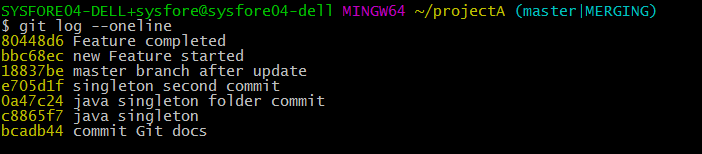 SYSFORE04-DELL+sysfore@sysfore04-dell MINGW64 ~/projectA (master|MERGING)
$ git log --oneline
80448d6 Feature completed
bbc68ec new Feature started
18837be master branch after update
e705d1f singleton second commit
0a47c24 java singleton folder commit
c8865f7 java singleton
bcadb44 commit Git docs